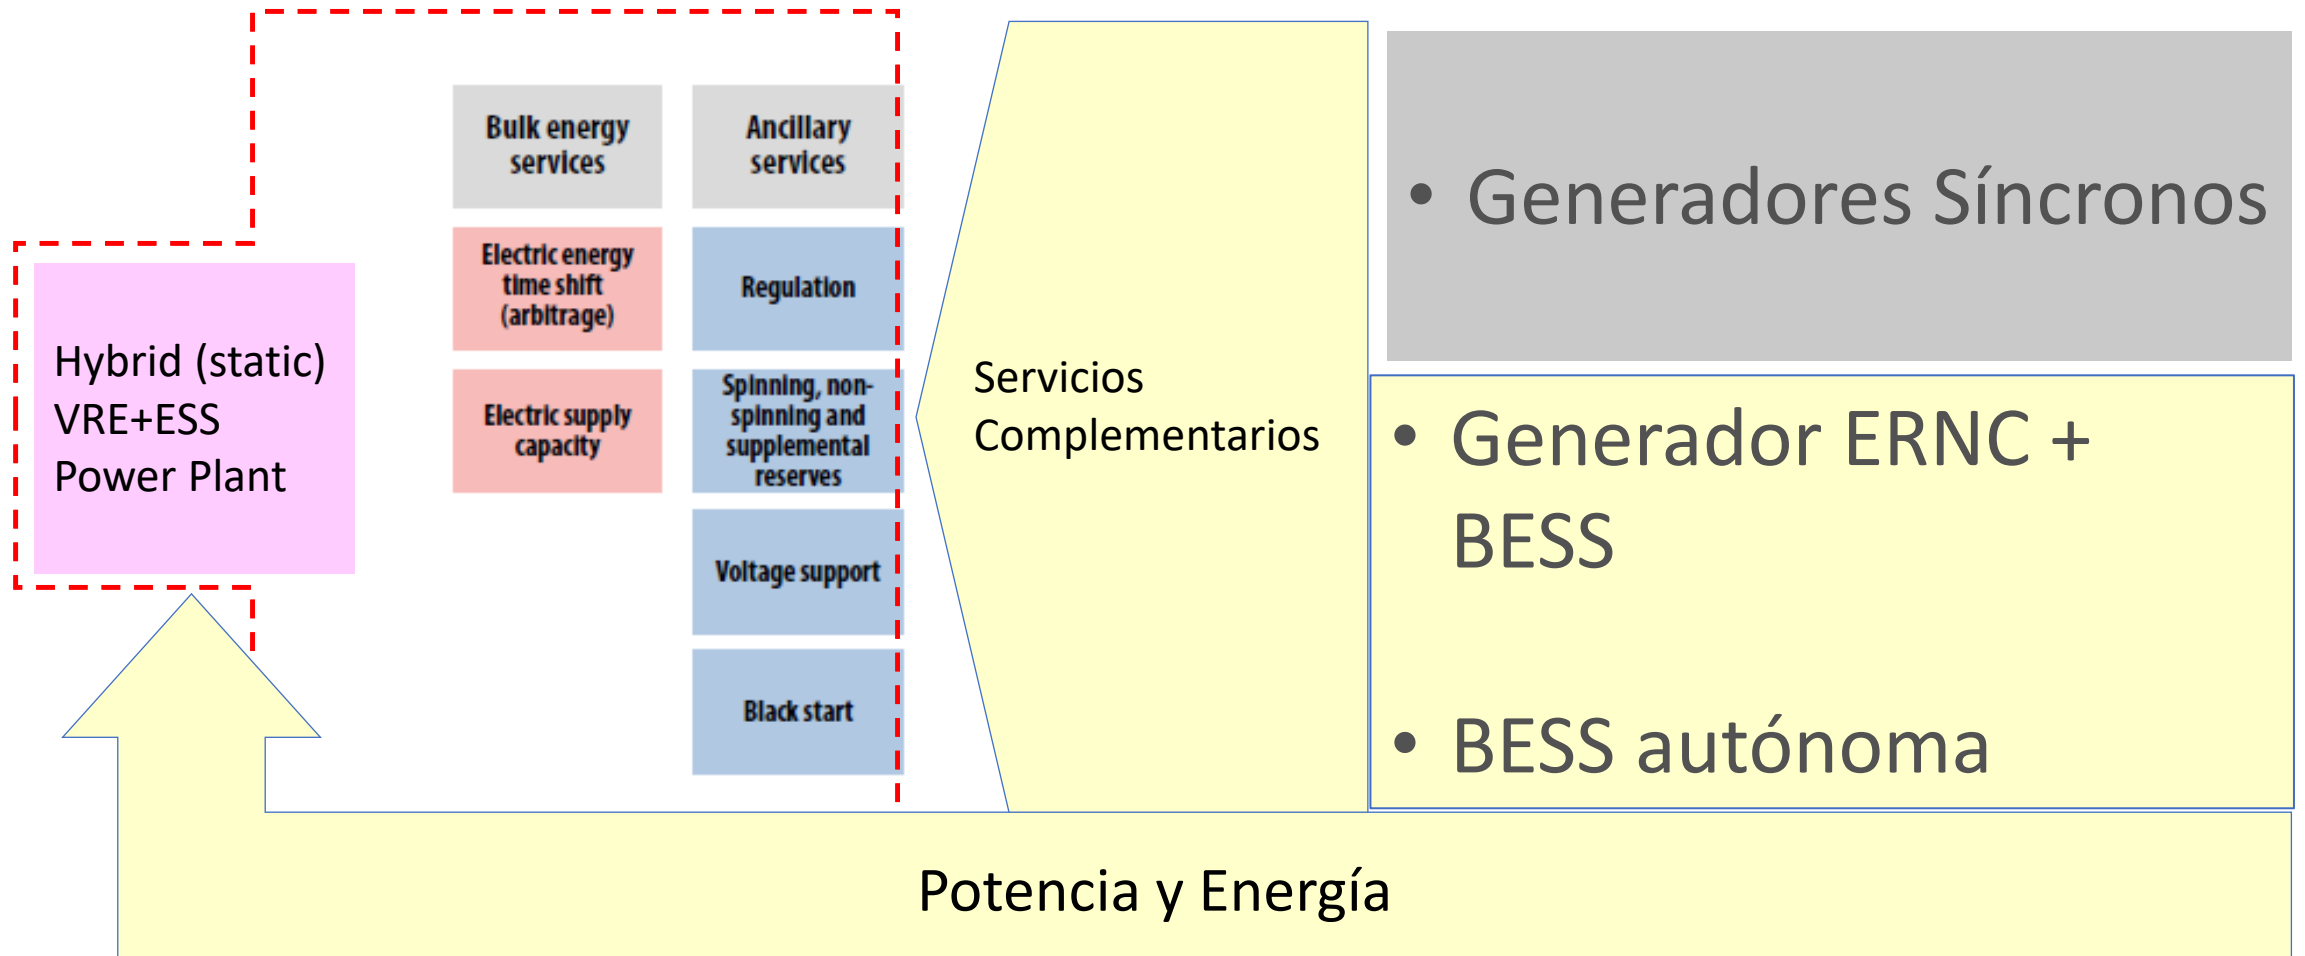 Bulk energy
services
Ancillary
services
Electric energy
time shift
(arbitrage)
Regulation
Electric supply
capacity
Spinning, non-
spinning and
supplemental
reserves
Voltage support
Black start
Hybrid (static)
VRE+ESS
Power Plant
Servicios
Complementarios
• Generadores Síncronos
• Generador ERNC +
BESS
• BESS autónoma
Potencia y Energía